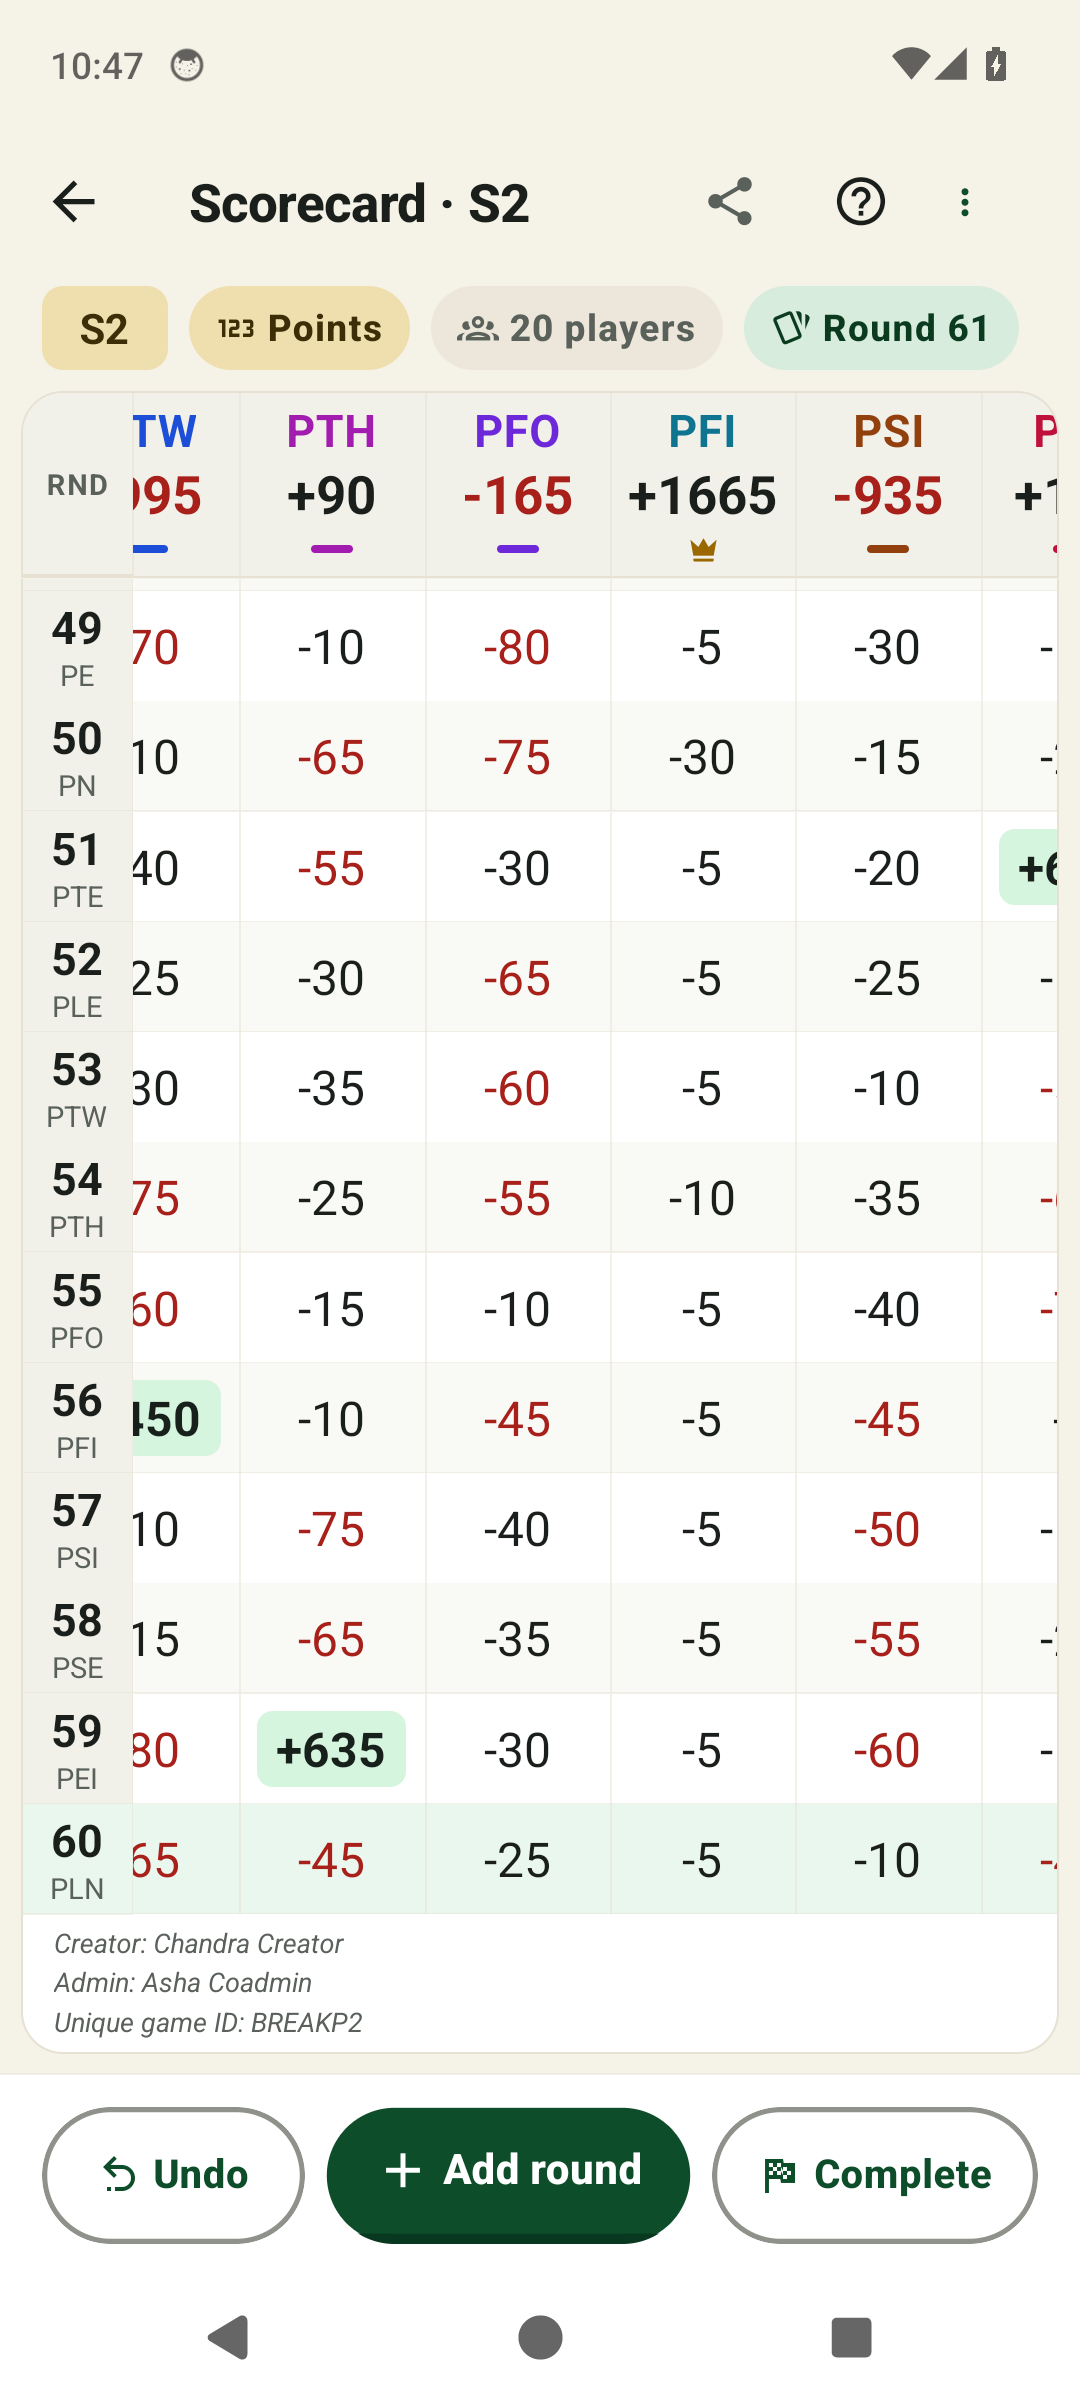 10:47
Scorecard · S2
S2 123 Points 20 players Round 61
RND TW PTH PFO PFI PSI
+90 -165 +1665 -935
49 -10 -80 -5 -30
PE
50 -65 -75 -30 -15
PN
51 -55 -30 -5 -20
PTE
52 -30 -65 -5 -25
PLE
53 -35 -60 -5 -10
PTW
54 -25 -55 -10 -35
PTH
55 -15 -10 -5 -40
PFO
56 -10 -45 -5 -45
PFI
57 -75 -40 -5 -50
PSI
58 -65 -35 -5 -55
PSE
59 +635 -30 -5 -60
PEI
60 -45 -25 -5 -10
PLN
Creator: Chandra Creator
Admin: Asha Coadmin
Unique game ID: BREAKP2
Undo Add round Complete